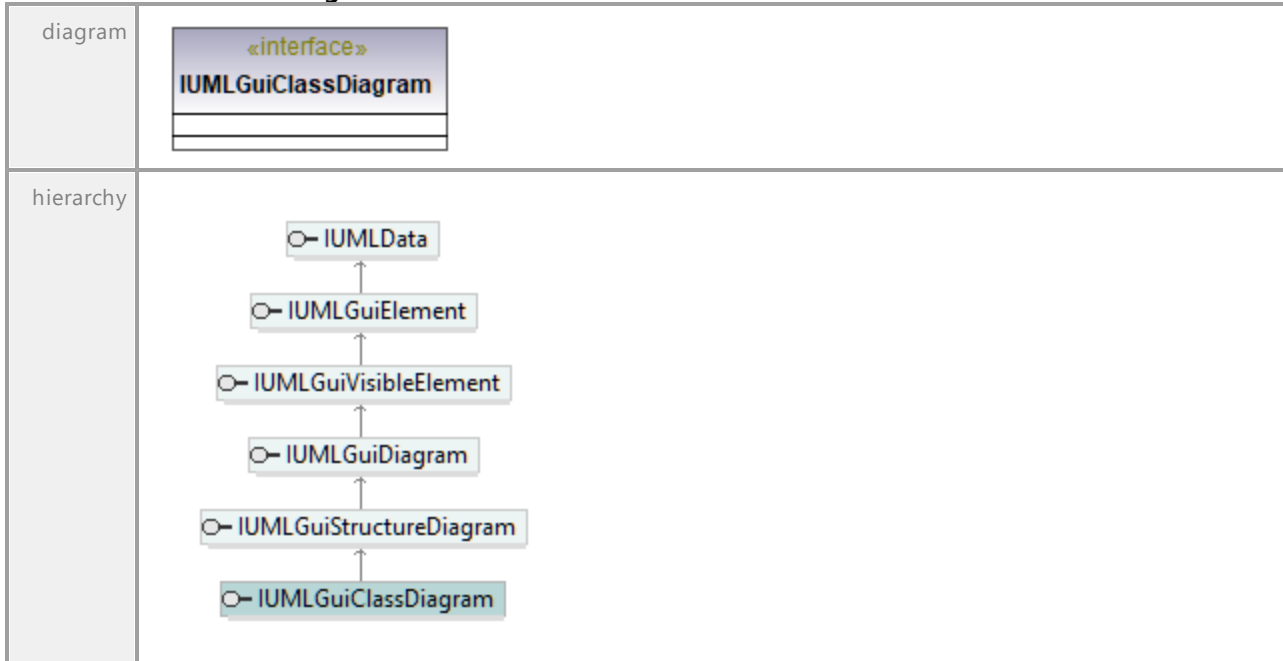 diagram
«interface»
IUMLGuiClassDiagram
hierarchy
IUMLData
IUMLGuiElement
IUMLGuiVisibleElement
IUMLGuiDiagram
IUMLGuiStructureDiagram
IUMLGuiClassDiagram